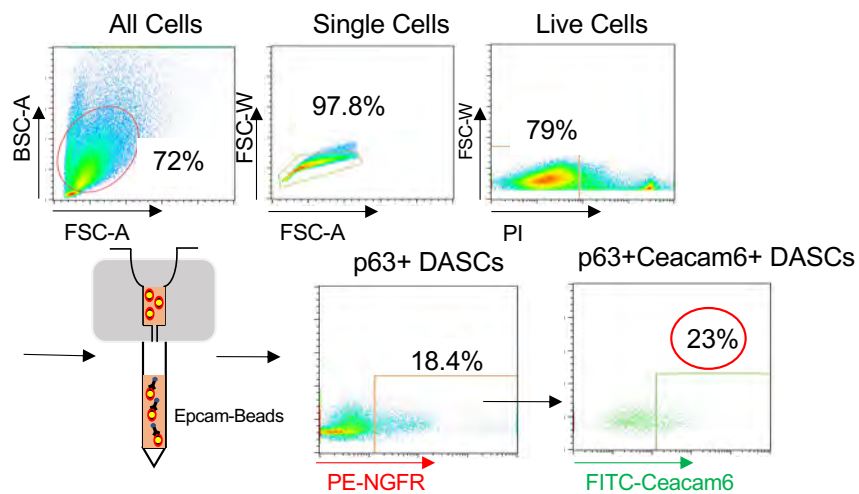 All Cells
Single Cells
Live Cells
BSC-A
72%
FSC-A
FSC-W
97.8%
FSC-A
FSC-W
79%
PI
Epcam-Beads
p63+ DASCs
18.4%
PE-NGFR
p63+Ceacam6+ DASCs
23%
FITC-Ceacam6